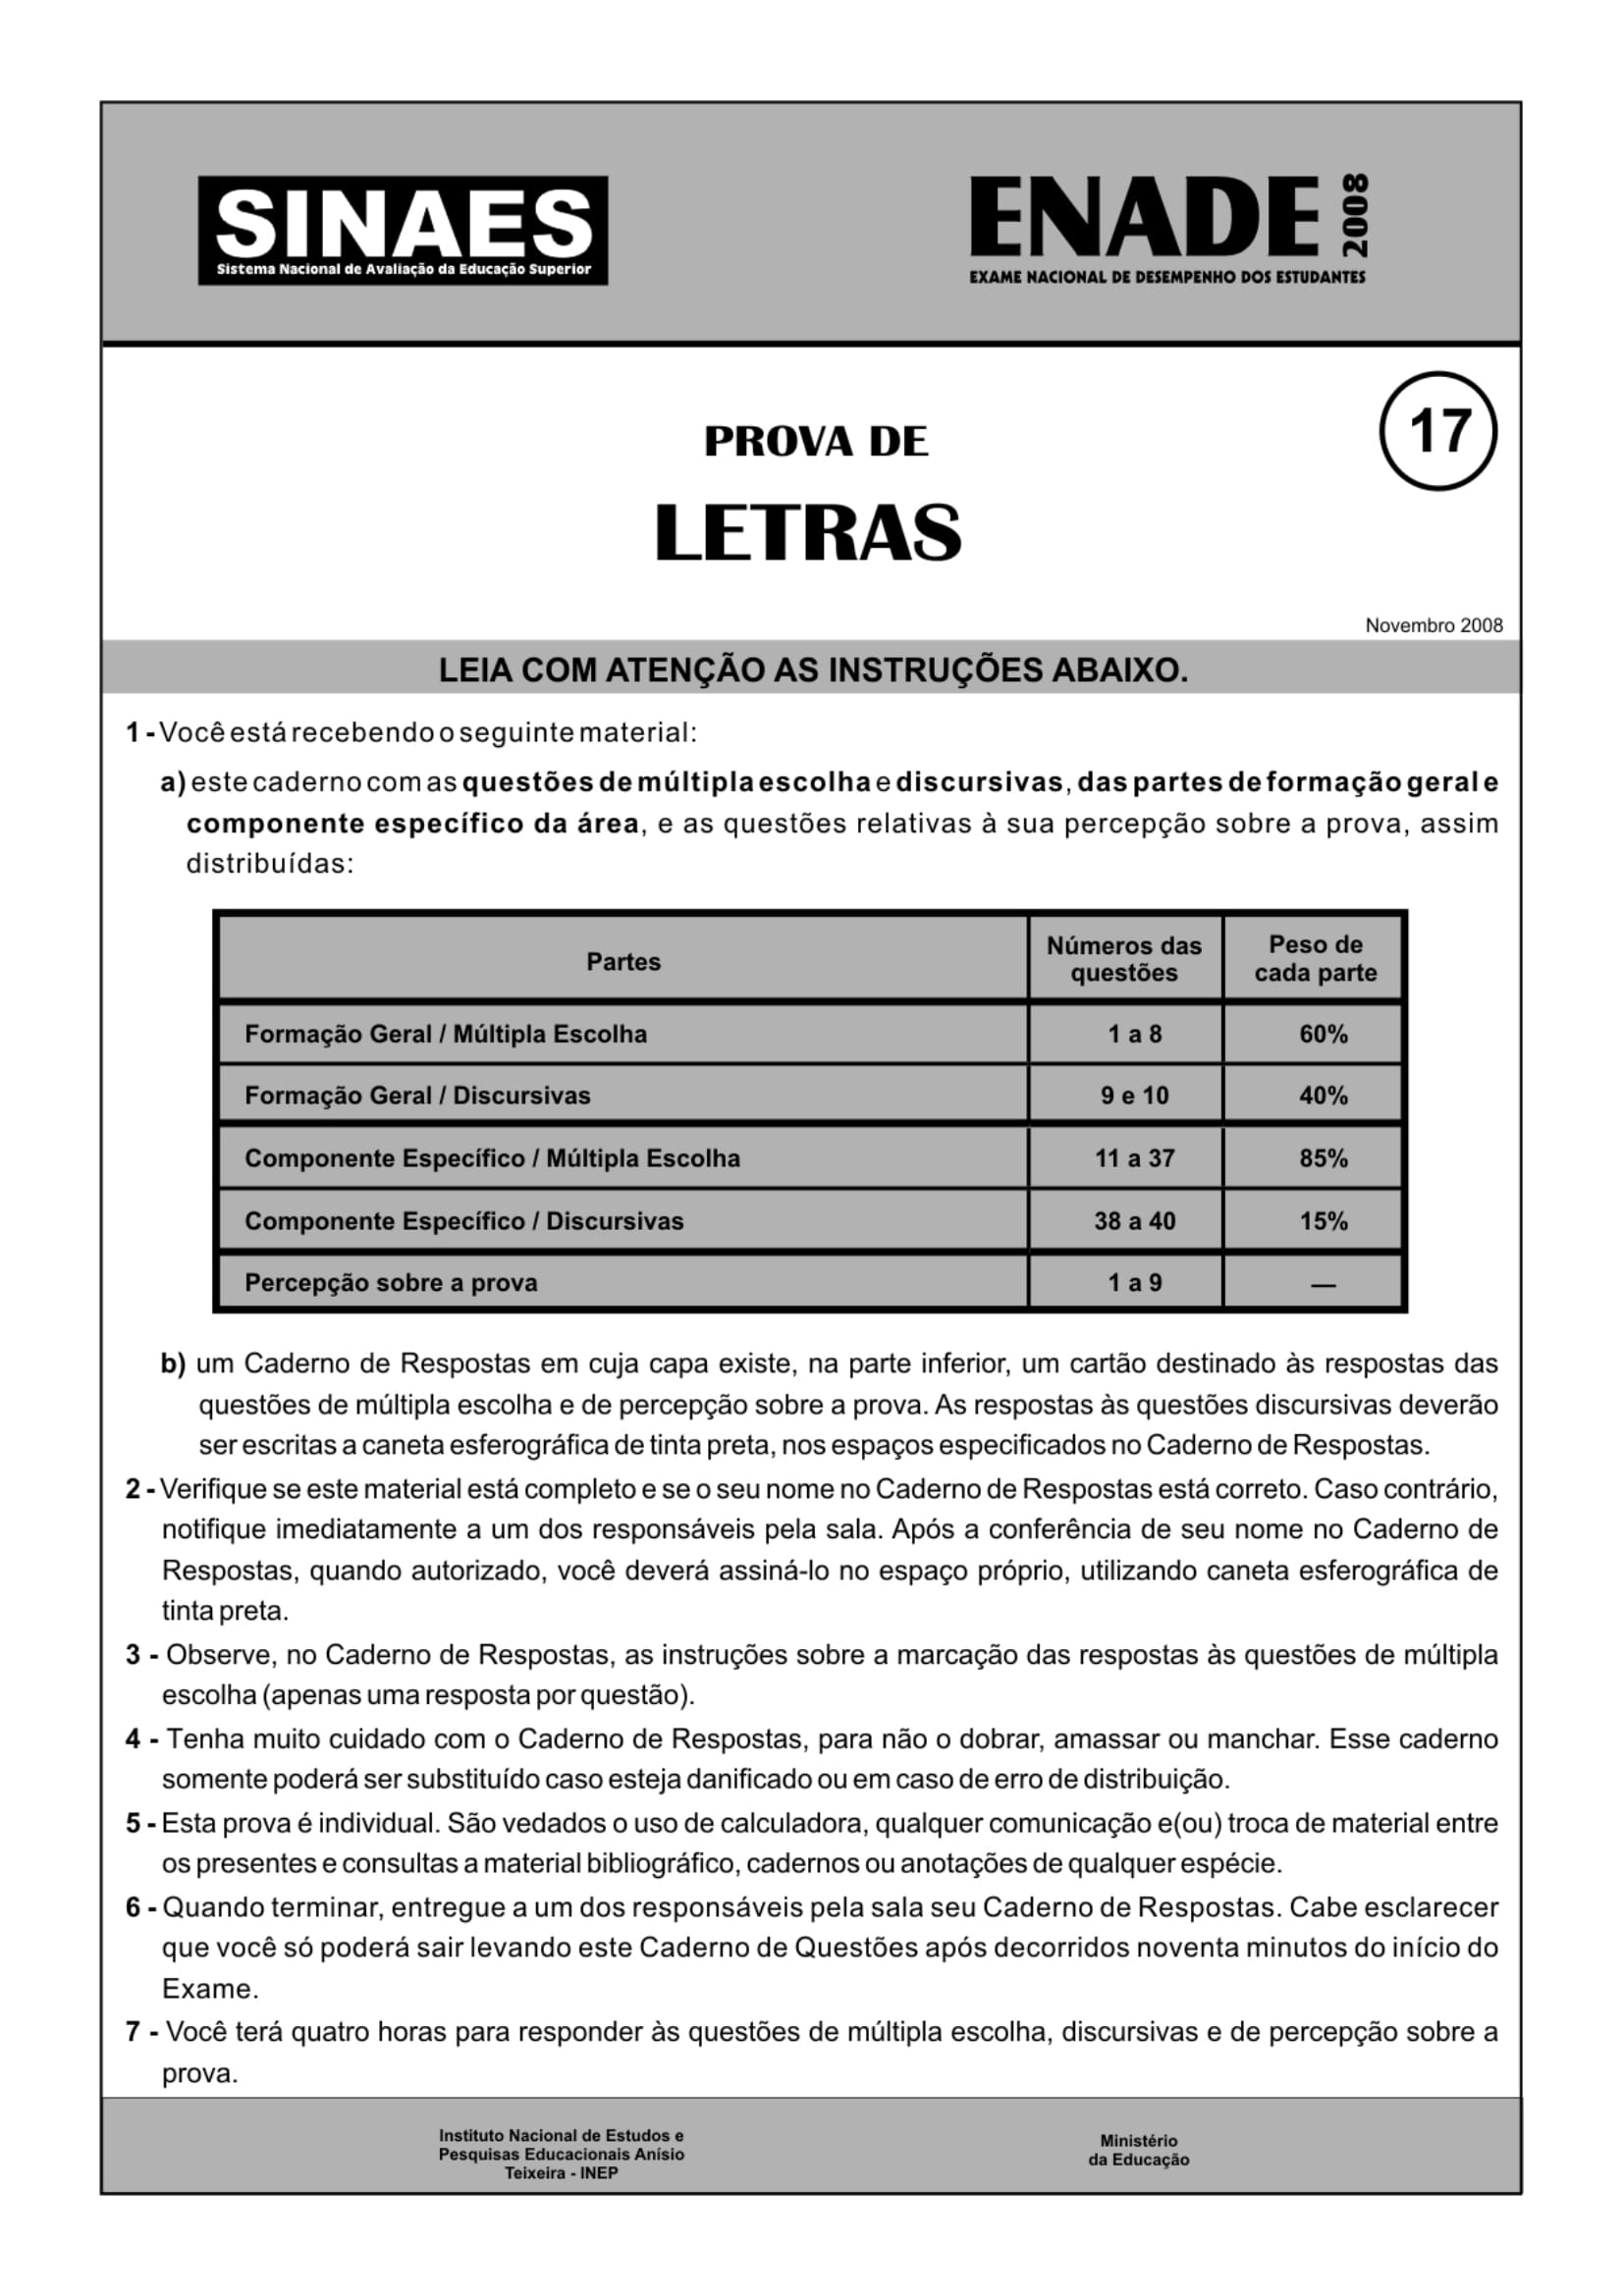 SINAES
Sistema Nacional de Avaliação da Educação Superior
ENADE 2008
EXAME NACIONAL DE DESEMPENHO DOS ESTUDANTES
17
PROVA DE
LETRAS
Novembro 2008
LEIA COM ATENÇÃO AS INSTRUÇÕES ABAIXO.
1 - Você está recebendo o seguinte material:
a) este caderno com as questões de múltipla escolha e discursivas, das partes de formação geral e
componente específico da área, e as questões relativas à sua percepção sobre a prova, assim
distribuídas:
Partes
Números das
questões
Peso de
cada parte
Formação Geral / Múltipla Escolha 1 a 8 60%
Formação Geral / Discursivas 9 e 10 40%
Componente Específico / Múltipla Escolha 11 a 37 85%
Componente Específico / Discursivas 38 a 40 15%
Percepção sobre a prova 1 a 9 —
b) um Caderno de Respostas em cuja capa existe, na parte inferior, um cartão destinado às respostas das
questões de múltipla escolha e de percepção sobre a prova. As respostas às questões discursivas deverão
ser escritas a caneta esferográfica de tinta preta, nos espaços especificados no Caderno de Respostas.
2 - Verifique se este material está completo e se o seu nome no Caderno de Respostas está correto. Caso contrário,
notifique imediatamente a um dos responsáveis pela sala. Após a conferência de seu nome no Caderno de
Respostas, quando autorizado, você deverá assiná-lo no espaço próprio, utilizando caneta esferográfica de
tinta preta.
3 - Observe, no Caderno de Respostas, as instruções sobre a marcação das respostas às questões de múltipla
escolha (apenas uma resposta por questão).
4 - Tenha muito cuidado com o Caderno de Respostas, para não o dobrar, amassar ou manchar. Esse caderno
somente poderá ser substituído caso esteja danificado ou em caso de erro de distribuição.
5 - Esta prova é individual. São vedados o uso de calculadora, qualquer comunicação e(ou) troca de material entre
os presentes e consultas a material bibliográfico, cadernos ou anotações de qualquer espécie.
6 - Quando terminar, entregue a um dos responsáveis pela sala seu Caderno de Respostas. Cabe esclarecer
que você só poderá sair levando este Caderno de Questões após decorridos noventa minutos do início do
Exame.
7 - Você terá quatro horas para responder às questões de múltipla escolha, discursivas e de percepção sobre a
prova.
Instituto Nacional de Estudos e
Pesquisas Educacionais Anísio
Teixeira - INEP
Ministério
da Educação